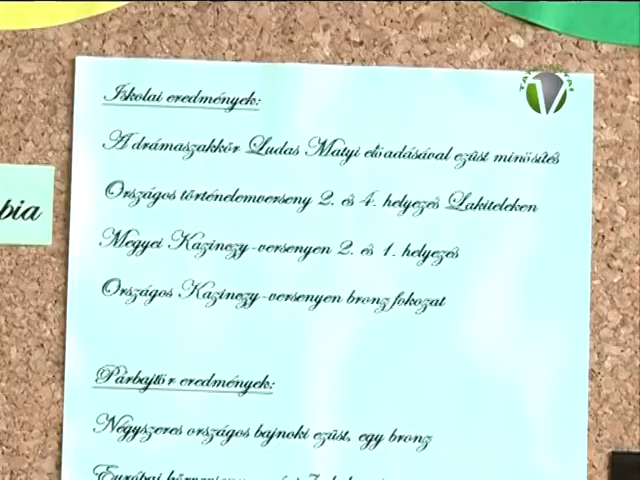 Iskolai eredmények:
A drámaszakkör Ludas Matyi előadásával ezüst minősítés
Országos történelemverseny 2. és 4. helyezés Lakiteleken
bia
Megyei Kazinczy-versenyen 2. és 1. helyezés
Országos Kazinczy-versenyen bronz fokozat
Párbajtőr eredmények:
Négyszeres országos bajnoki ezüst, egy bronz